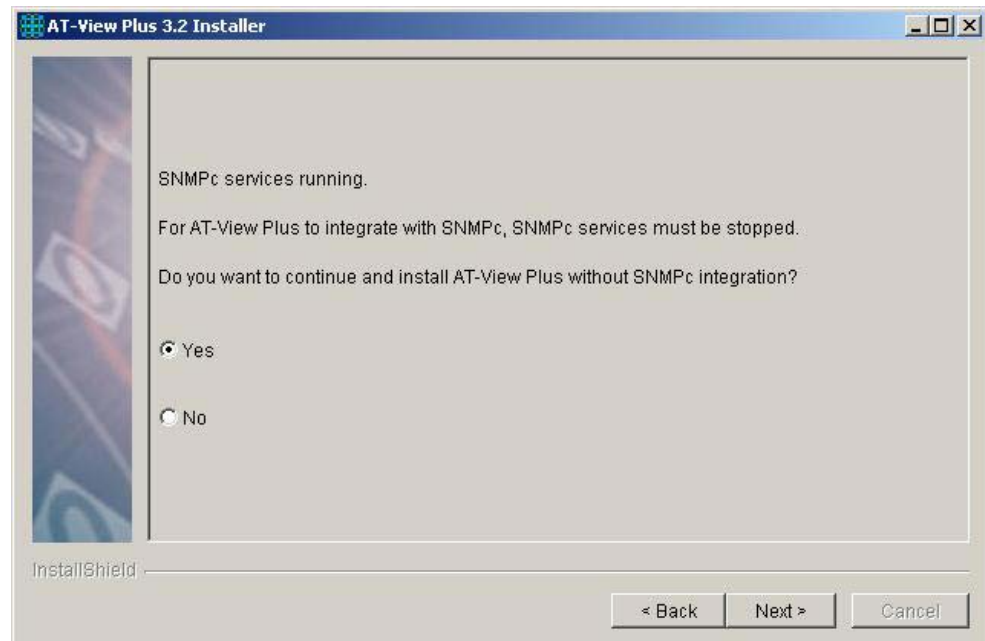 AT-View Plus 3.2 Installer
SNMPc services running.
For AT-View Plus to integrate with SNMPc, SNMPc services must be stopped.
Do you want to continue and install AT-View Plus without SNMPc integration?
Yes
No
InstallShield
< Back Next > Cancel